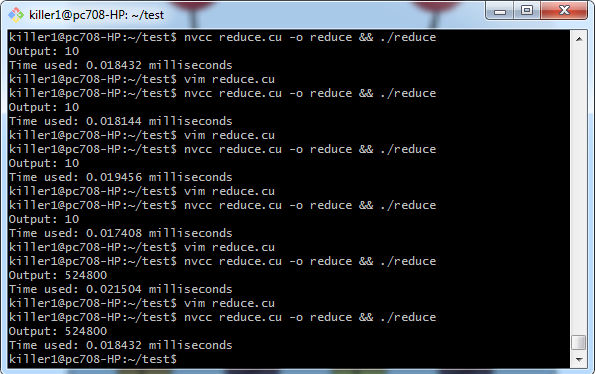 killer1@pc708-HP: ~/test
killer1@pc708-HP:~/test$ nvcc reduce.cu -o reduce && ./reduce
Output: 10
Time used: 0.018432 milliseconds
killer1@pc708-HP:~/test$ vim reduce.cu
killer1@pc708-HP:~/test$ nvcc reduce.cu -o reduce && ./reduce
Output: 10
Time used: 0.018144 milliseconds
killer1@pc708-HP:~/test$ vim reduce.cu
killer1@pc708-HP:~/test$ nvcc reduce.cu -o reduce && ./reduce
Output: 10
Time used: 0.019456 milliseconds
killer1@pc708-HP:~/test$ vim reduce.cu
killer1@pc708-HP:~/test$ nvcc reduce.cu -o reduce && ./reduce
Output: 10
Time used: 0.017408 milliseconds
killer1@pc708-HP:~/test$ vim reduce.cu
killer1@pc708-HP:~/test$ nvcc reduce.cu -o reduce && ./reduce
Output: 524800
Time used: 0.021504 milliseconds
killer1@pc708-HP:~/test$ vim reduce.cu
killer1@pc708-HP:~/test$ nvcc reduce.cu -o reduce && ./reduce
Output: 524800
Time used: 0.018432 milliseconds
killer1@pc708-HP:~/test$